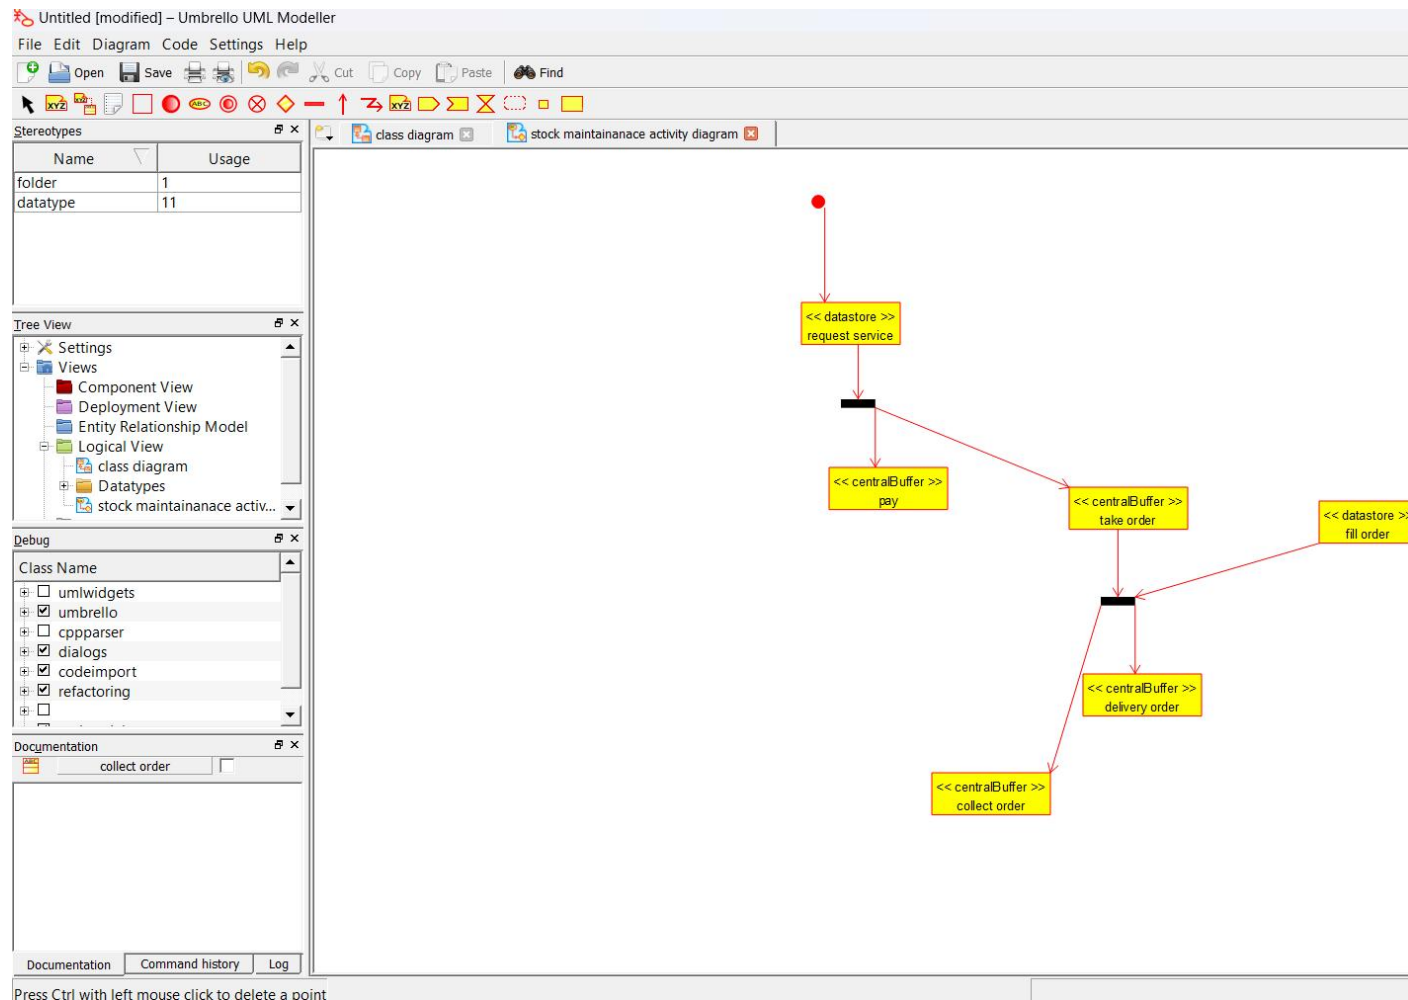 Untitled [modified] – Umbrello UML Modeller
File Edit Diagram Code Settings Help
Open Save Cut Copy Paste Find
XYZ ABC XYZ
Stereotypes
class diagram
stock maintainanace activity diagram
Name Usage
folder 1
datatype 11
Tree View
Settings
Views
Component View
Deployment View
Entity Relationship Model
Logical View
class diagram
Datatypes
stock maintainanace activ...
Debug
Class Name
umlwidgets
umbrello
cppparser
dialogs
codeimport
refactoring
Documentation
collect order
Documentation Command history Log
Press Ctrl with left mouse click to delete a point
<< datastore >>
request service
<< centralBuffer >>
pay
<< centralBuffer >>
take order
<< datastore >>
fill order
<< centralBuffer >>
delivery order
<< centralBuffer >>
collect order